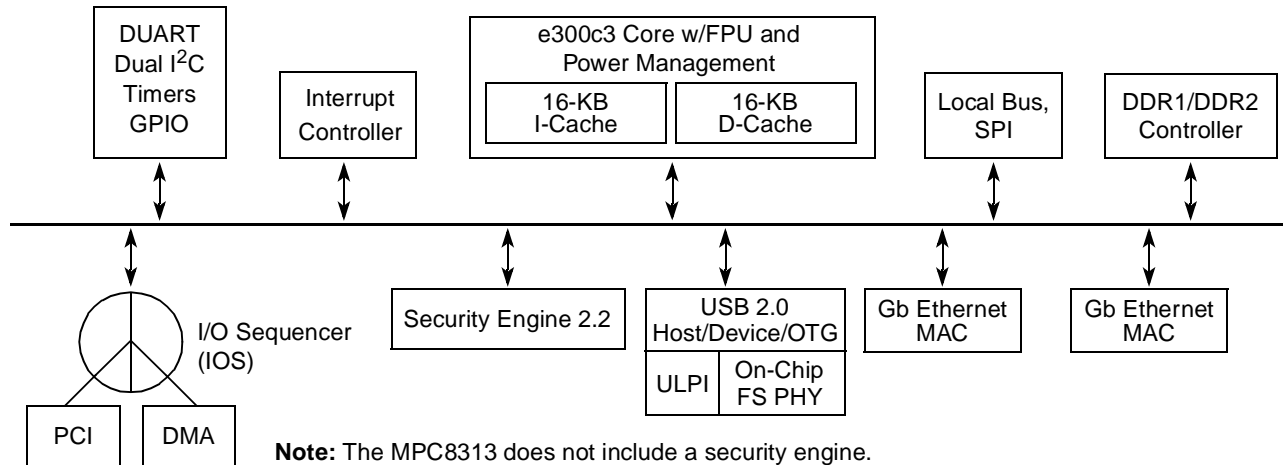 DUART
Dual I²C
Timers
GPIO
Interrupt
Controller
e300c3 Core w/FPU and
Power Management
16-KB
I-Cache
16-KB
D-Cache
Local Bus,
SPI
DDR1/DDR2
Controller
I/O Sequencer
(IOS)
PCI
DMA
Security Engine 2.2
USB 2.0
Host/Device/OTG
ULPI
On-Chip
FS PHY
Gb Ethernet
MAC
Gb Ethernet
MAC
Note: The MPC8313 does not include a security engine.